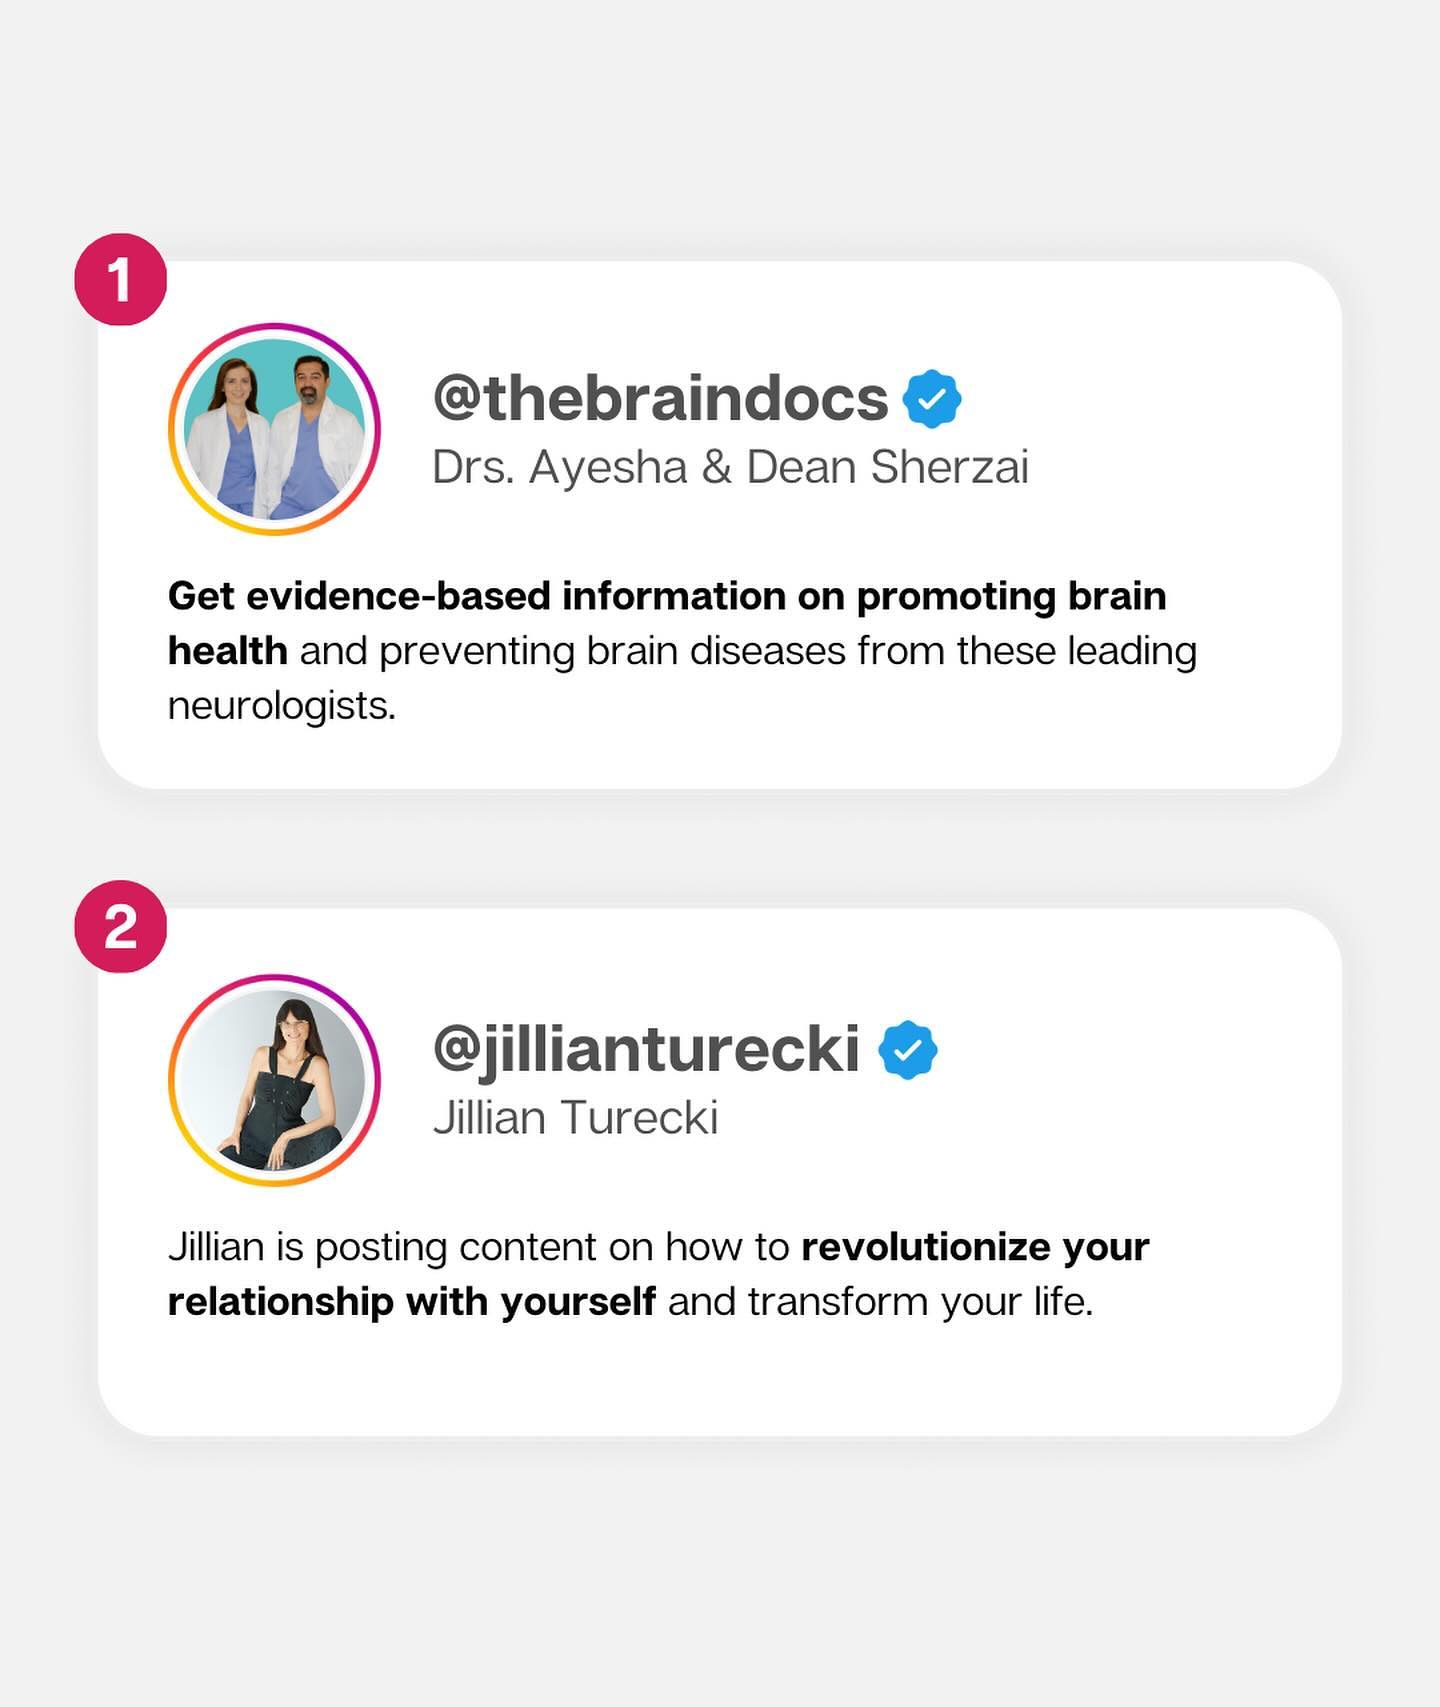 1
@thebraindocs
Drs. Ayesha & Dean Sherzai
Get evidence-based information on promoting brain
health and preventing brain diseases from these leading
neurologists.
2
@jillianturecki
Jillian Turecki
Jillian is posting content on how to revolutionize your
relationship with yourself and transform your life.